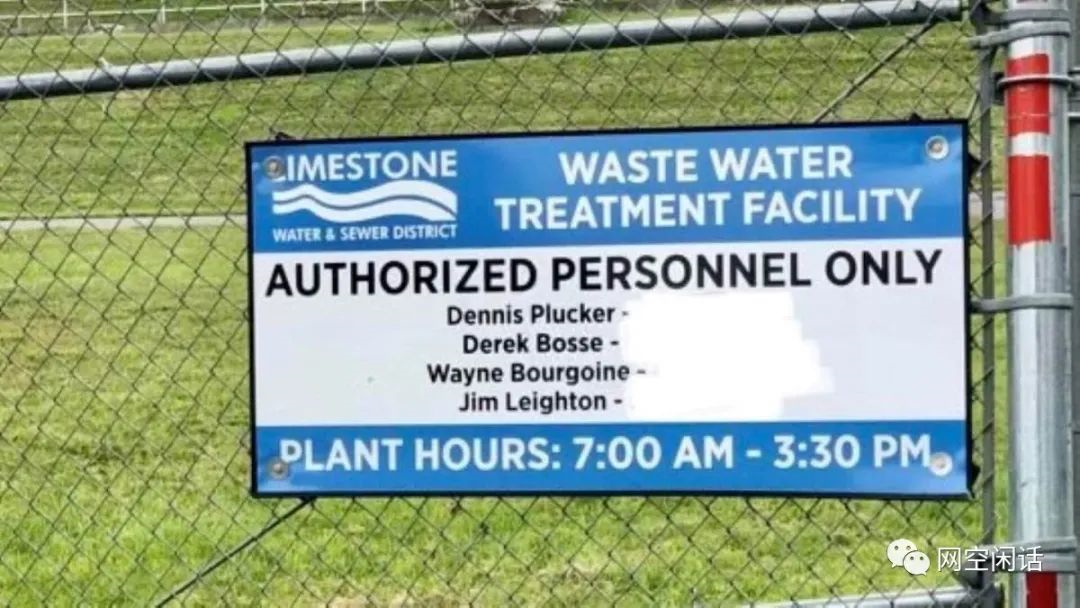 LIMESTONE
WATER & SEWER DISTRICT
WASTE WATER
TREATMENT FACILITY
AUTHORIZED PERSONNEL ONLY
Dennis Plucker -
Derek Bosse -
Wayne Bourgoine -
Jim Leighton -
PLANT HOURS: 7:00 AM - 3:30 PM
网空闲话